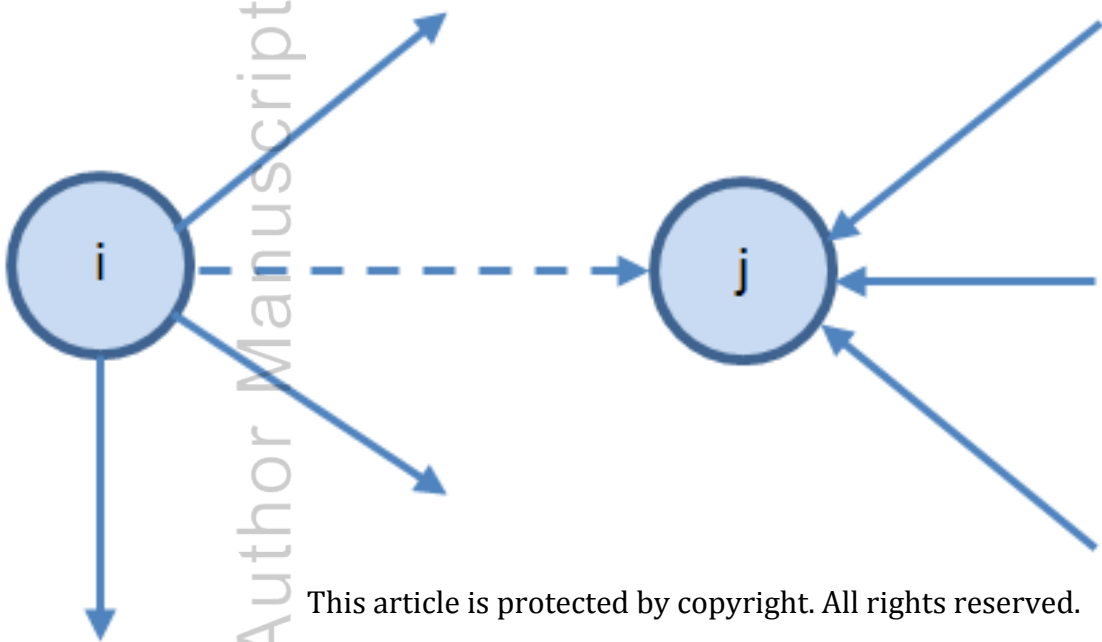 Author Manuscript
i
j
This article is protected by copyright. All rights reserved.